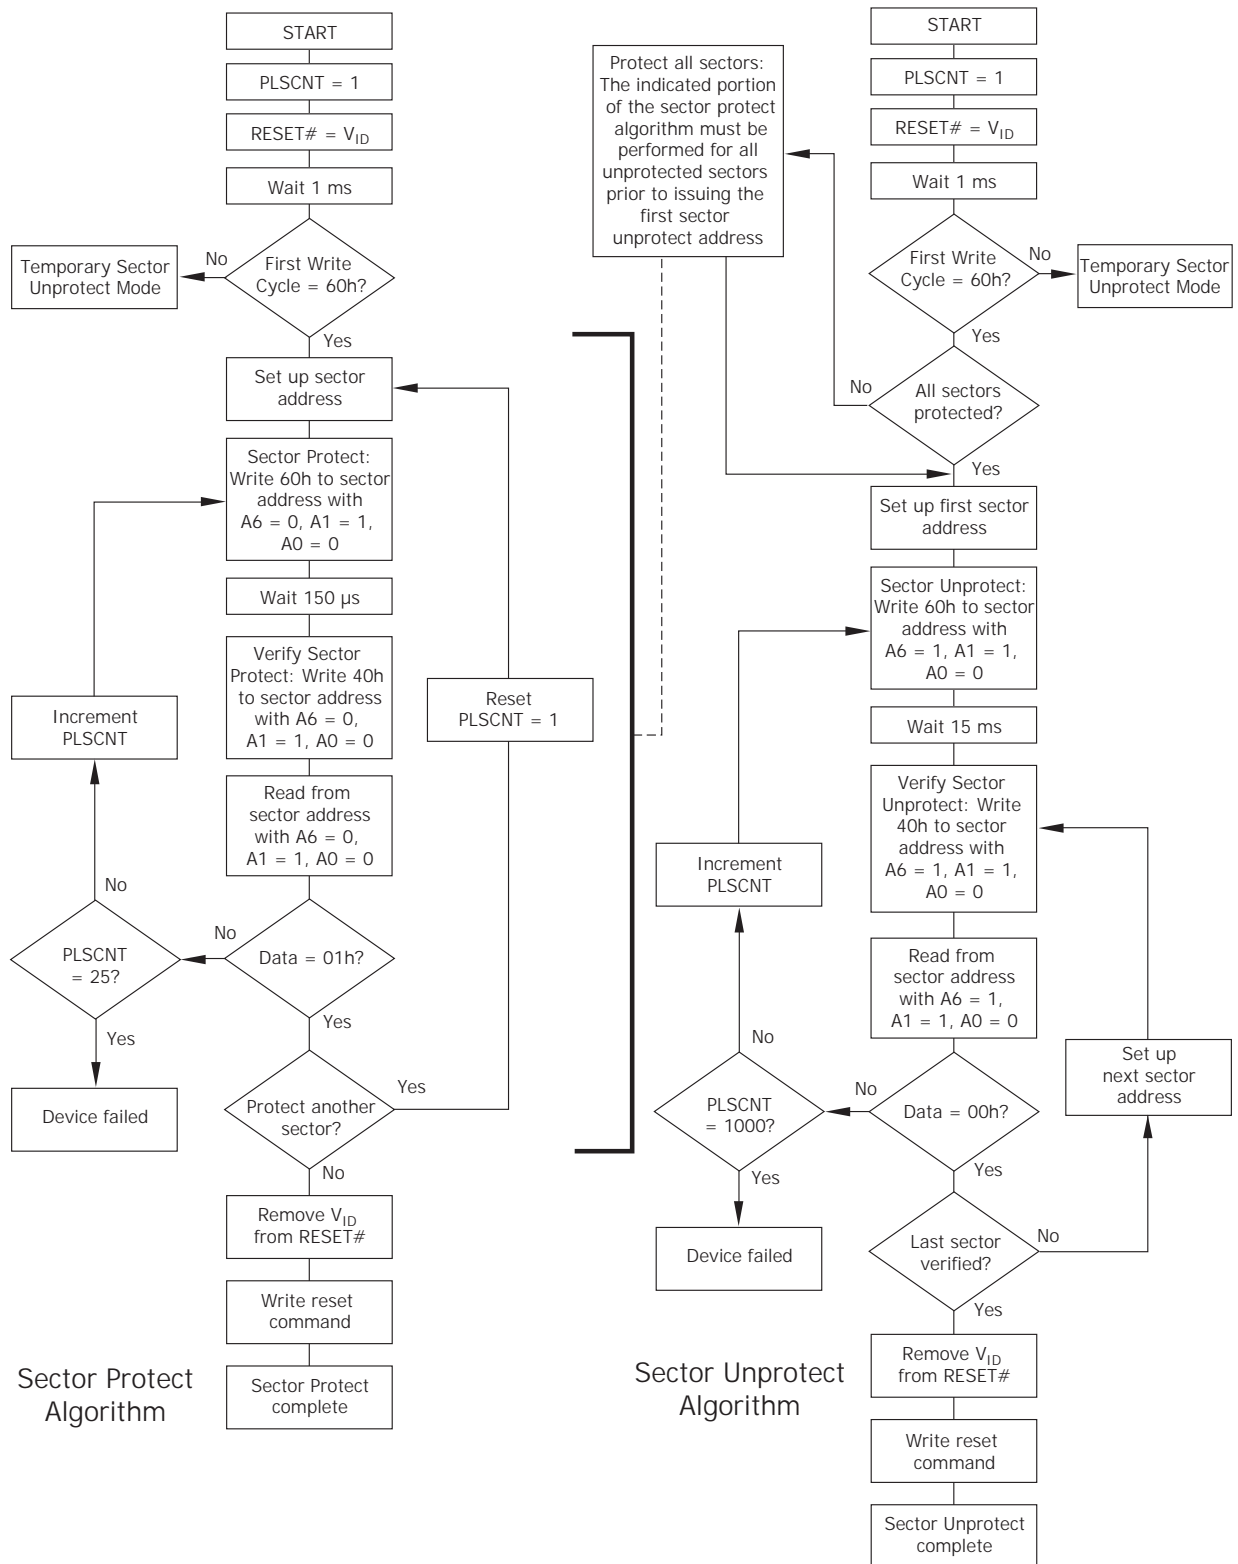 START
PLSCNT = 1
RESET# = VID
Wait 1 ms
First Write
Cycle = 60h?
No
Temporary Sector
Unprotect Mode
Yes
Set up sector
address
Sector Protect:
Write 60h to sector
address with
A6 = 0, A1 = 1,
A0 = 0
Wait 150 µs
Verify Sector
Protect: Write 40h
to sector address
with A6 = 0,
A1 = 1, A0 = 0
Reset
PLSCNT = 1
Increment
PLSCNT
Read from
sector address
with A6 = 0,
A1 = 1, A0 = 0
No
PLSCNT
= 25?
No
Data = 01h?
Yes
Yes
Device failed
Protect another
sector?
Yes
No
Remove VID
from RESET#
Write reset
command
Sector Protect
complete
Sector Protect
Algorithm
Protect all sectors:
The indicated portion
of the sector protect
algorithm must be
performed for all
unprotected sectors
prior to issuing the
first sector
unprotect address
START
PLSCNT = 1
RESET# = VID
Wait 1 ms
First Write
Cycle = 60h?
No
Temporary Sector
Unprotect Mode
Yes
No
All sectors
protected?
Yes
Set up first sector
address
Sector Unprotect:
Write 60h to sector
address with
A6 = 1, A1 = 1,
A0 = 0
Wait 15 ms
Verify Sector
Unprotect: Write
40h to sector
address with
A6 = 1, A1 = 1,
A0 = 0
Increment
PLSCNT
Read from
sector address
with A6 = 1,
A1 = 1, A0 = 0
No
PLSCNT
= 1000?
No
Data = 00h?
Set up
next sector
address
Yes
Yes
Device failed
Last sector
verified?
No
Yes
Remove VID
from RESET#
Write reset
command
Sector Unprotect
complete
Sector Unprotect
Algorithm